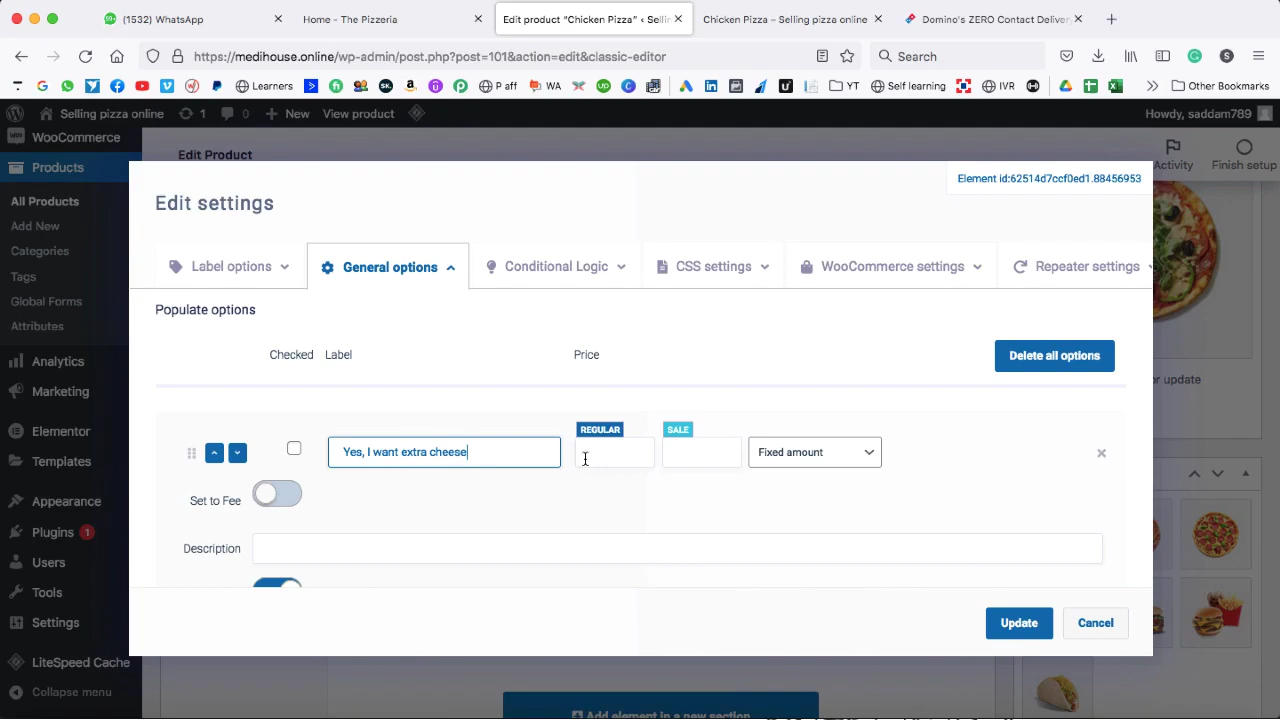 (1532) WhatsApp
Home - The Pizzeria
Edit product “Chicken Pizza” ‹ Sellin
Chicken Pizza – Selling pizza online
Domino's ZERO Contact Delivery
https://medihouse.online/wp-admin/post.php?post=101&action=edit&classic-editor
Search
Learners
P aff
WA
YT
Self learning
IVR
Other Bookmarks
Selling pizza online
1
0
New
View product
Howdy, saddam789
WooCommerce
Edit Product
Activity
Finish setup
Products
All Products
Add New
Categories
Tags
Global Forms
Attributes
Analytics
Marketing
Elementor
Templates
Appearance
Plugins 1
Users
Tools
Settings
LiteSpeed Cache
Collapse menu
Element id:62514d7ccf0ed1.88456953
Edit settings
Label options
General options
Conditional Logic
CSS settings
WooCommerce settings
Repeater settings
Populate options
Checked
Label
Price
Delete all options
REGULAR
SALE
Yes, I want extra cheese
Fixed amount
Set to Fee
Description
Update
Cancel
or update
Add element in a new section